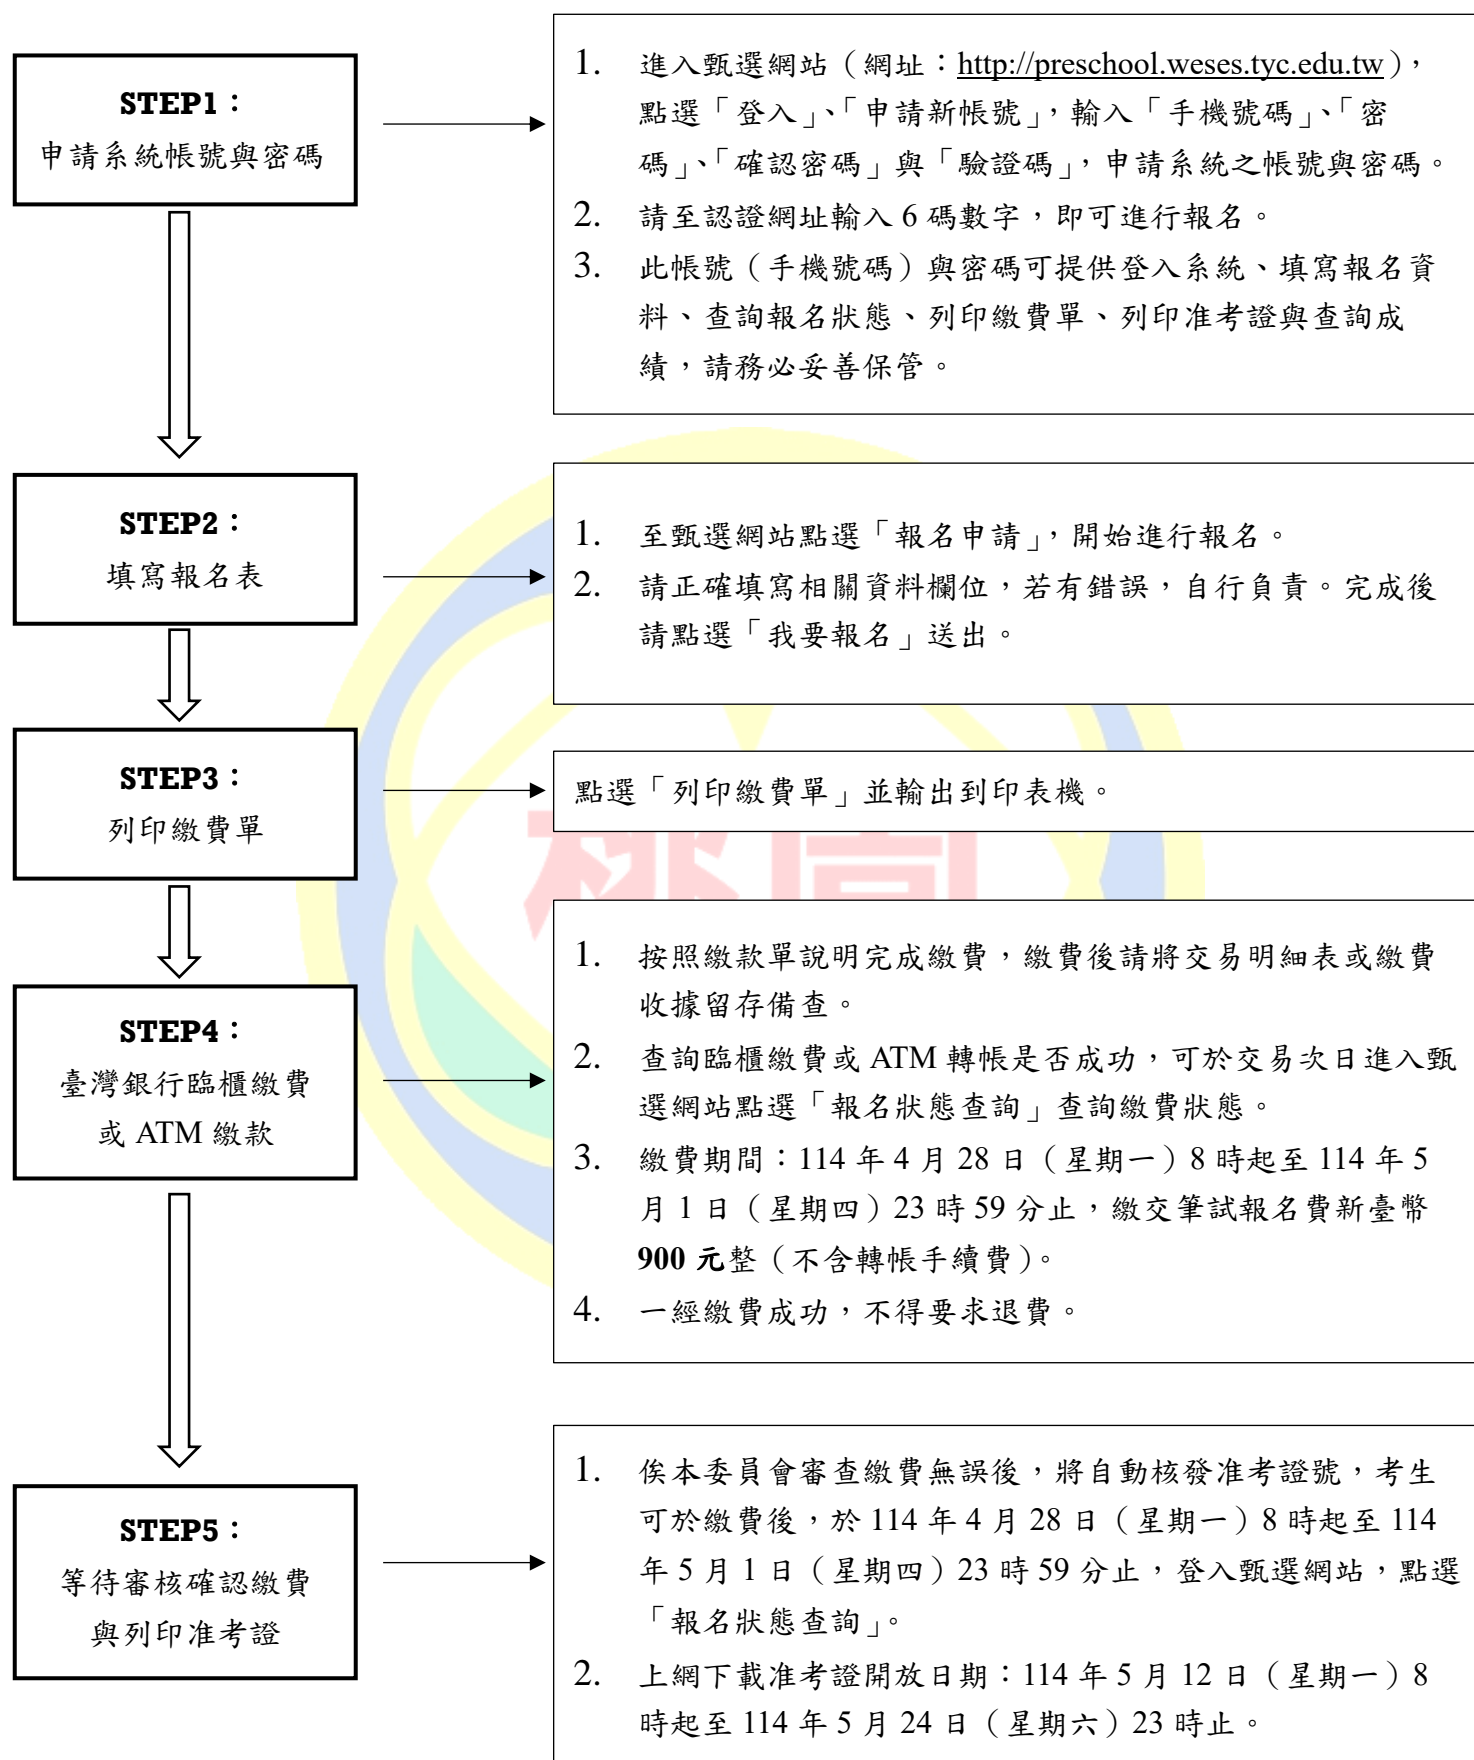 STEP1：
申請系統帳號與密碼
1. 進入甄選網站（網址：http://preschool.weses.tyc.edu.tw），
點選「登入」、「申請新帳號」，輸入「手機號碼」、「密
碼」、「確認密碼」與「驗證碼」，申請系統之帳號與密碼。
2. 請至認證網址輸入 6 碼數字，即可進行報名。
3. 此帳號（手機號碼）與密碼可提供登入系統、填寫報名資
料、查詢報名狀態、列印繳費單、列印准考證與查詢成
績，請務必妥善保管。
STEP2：
填寫報名表
1. 至甄選網站點選「報名申請」，開始進行報名。
2. 請正確填寫相關資料欄位，若有錯誤，自行負責。完成後
請點選「我要報名」送出。
STEP3：
列印繳費單
點選「列印繳費單」並輸出到印表機。
桃園
STEP4：
臺灣銀行臨櫃繳費
或 ATM 繳款
1. 按照繳款單說明完成繳費，繳費後請將交易明細表或繳費
收據留存備查。
2. 查詢臨櫃繳費或 ATM 轉帳是否成功，可於交易次日進入甄
選網站點選「報名狀態查詢」查詢繳費狀態。
3. 繳費期間：114 年 4 月 28 日（星期一）8 時起至 114 年 5
月 1 日（星期四）23 時 59 分止，繳交筆試報名費新臺幣
900 元整（不含轉帳手續費）。
4. 一經繳費成功，不得要求退費。
STEP5：
等待審核確認繳費
與列印准考證
1. 俟本委員會審查繳費無誤後，將自動核發准考證號，考生
可於繳費後，於 114 年 4 月 28 日（星期一）8 時起至 114
年 5 月 1 日（星期四）23 時 59 分止，登入甄選網站，點選
「報名狀態查詢」。
2. 上網下載准考證開放日期：114 年 5 月 12 日（星期一）8
時起至 114 年 5 月 24 日（星期六）23 時止。